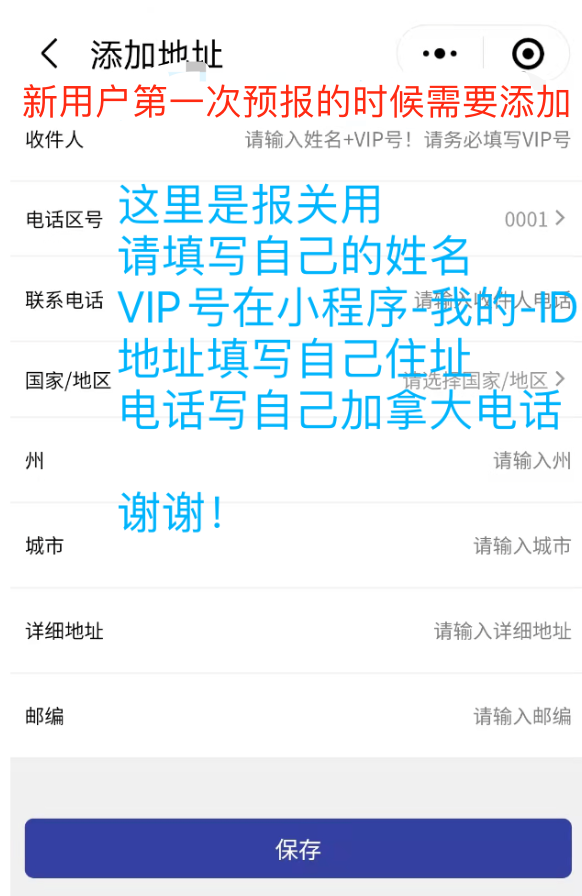 添加地址
新用户第一次预报的时候需要添加
收件人 请输入姓名+VIP号！请务必填写VIP号
这里是报关用
电话区号 0001
请填写自己的姓名
VIP号在小程序-我的-ID
联系电话 请输入收件人电话
地址填写自己住址
国家/地区 请选择国家/地区
电话写自己加拿大电话
州 请输入州
谢谢！
城市 请输入城市
详细地址 请输入详细地址
邮编 请输入邮编
保存